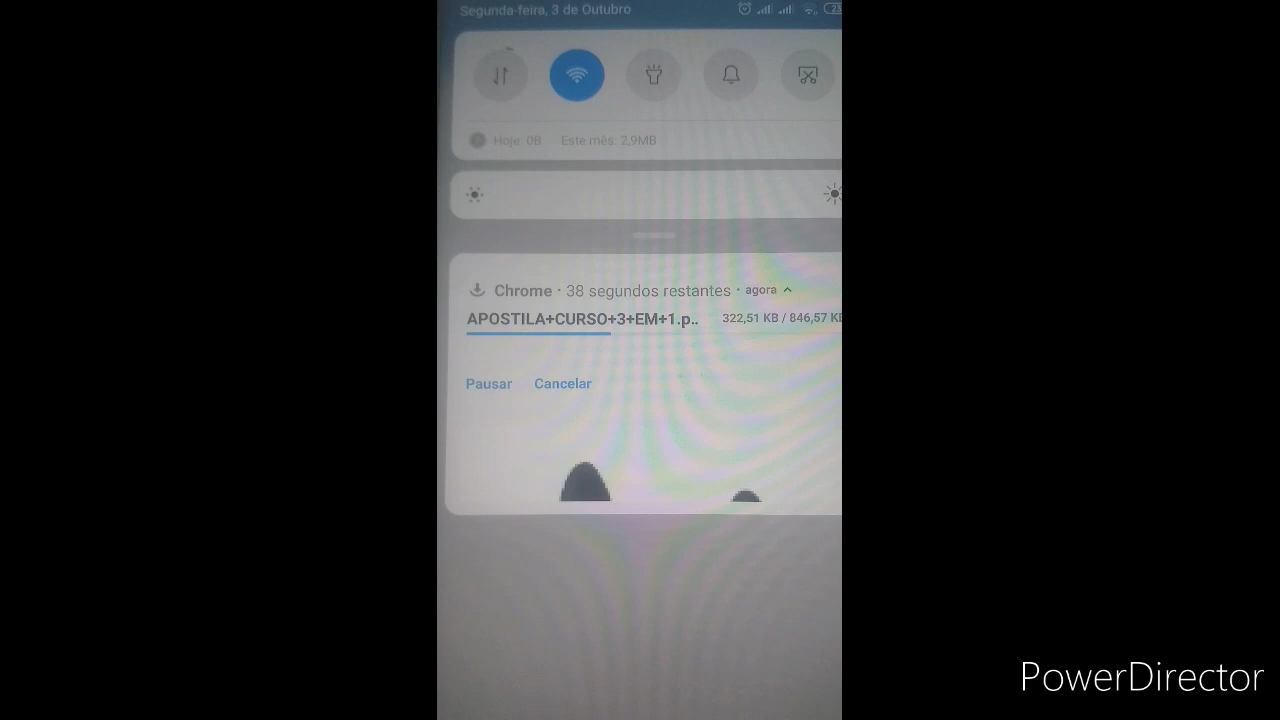 Segunda-feira, 3 de Outubro
23
Hoje: 0B Este mês: 2,9MB
Chrome · 38 segundos restantes · agora
APOSTILA+CURSO+3+EM+1.p.. 322,51 KB / 846,57 KB
Pausar Cancelar
PowerDirector